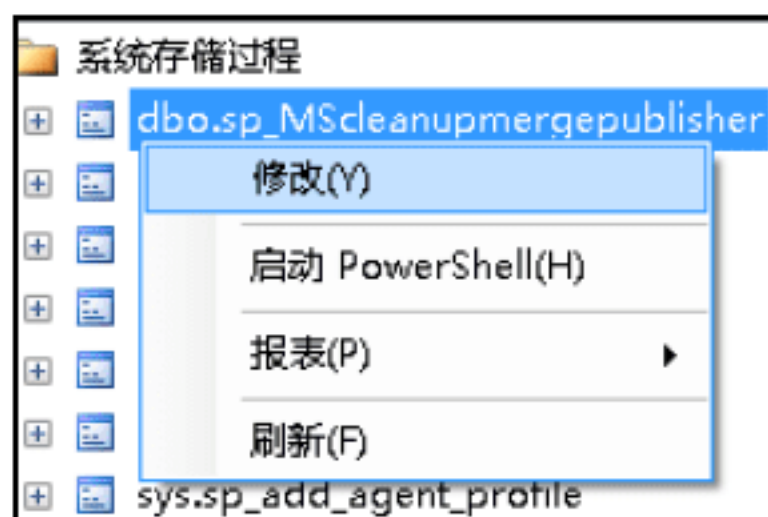 系统存储过程
dbo.sp_MScleanupmergepublisher
修改(Y)
启动 PowerShell(H)
报表(P)
刷新(F)
sys.sp_add_agent_profile